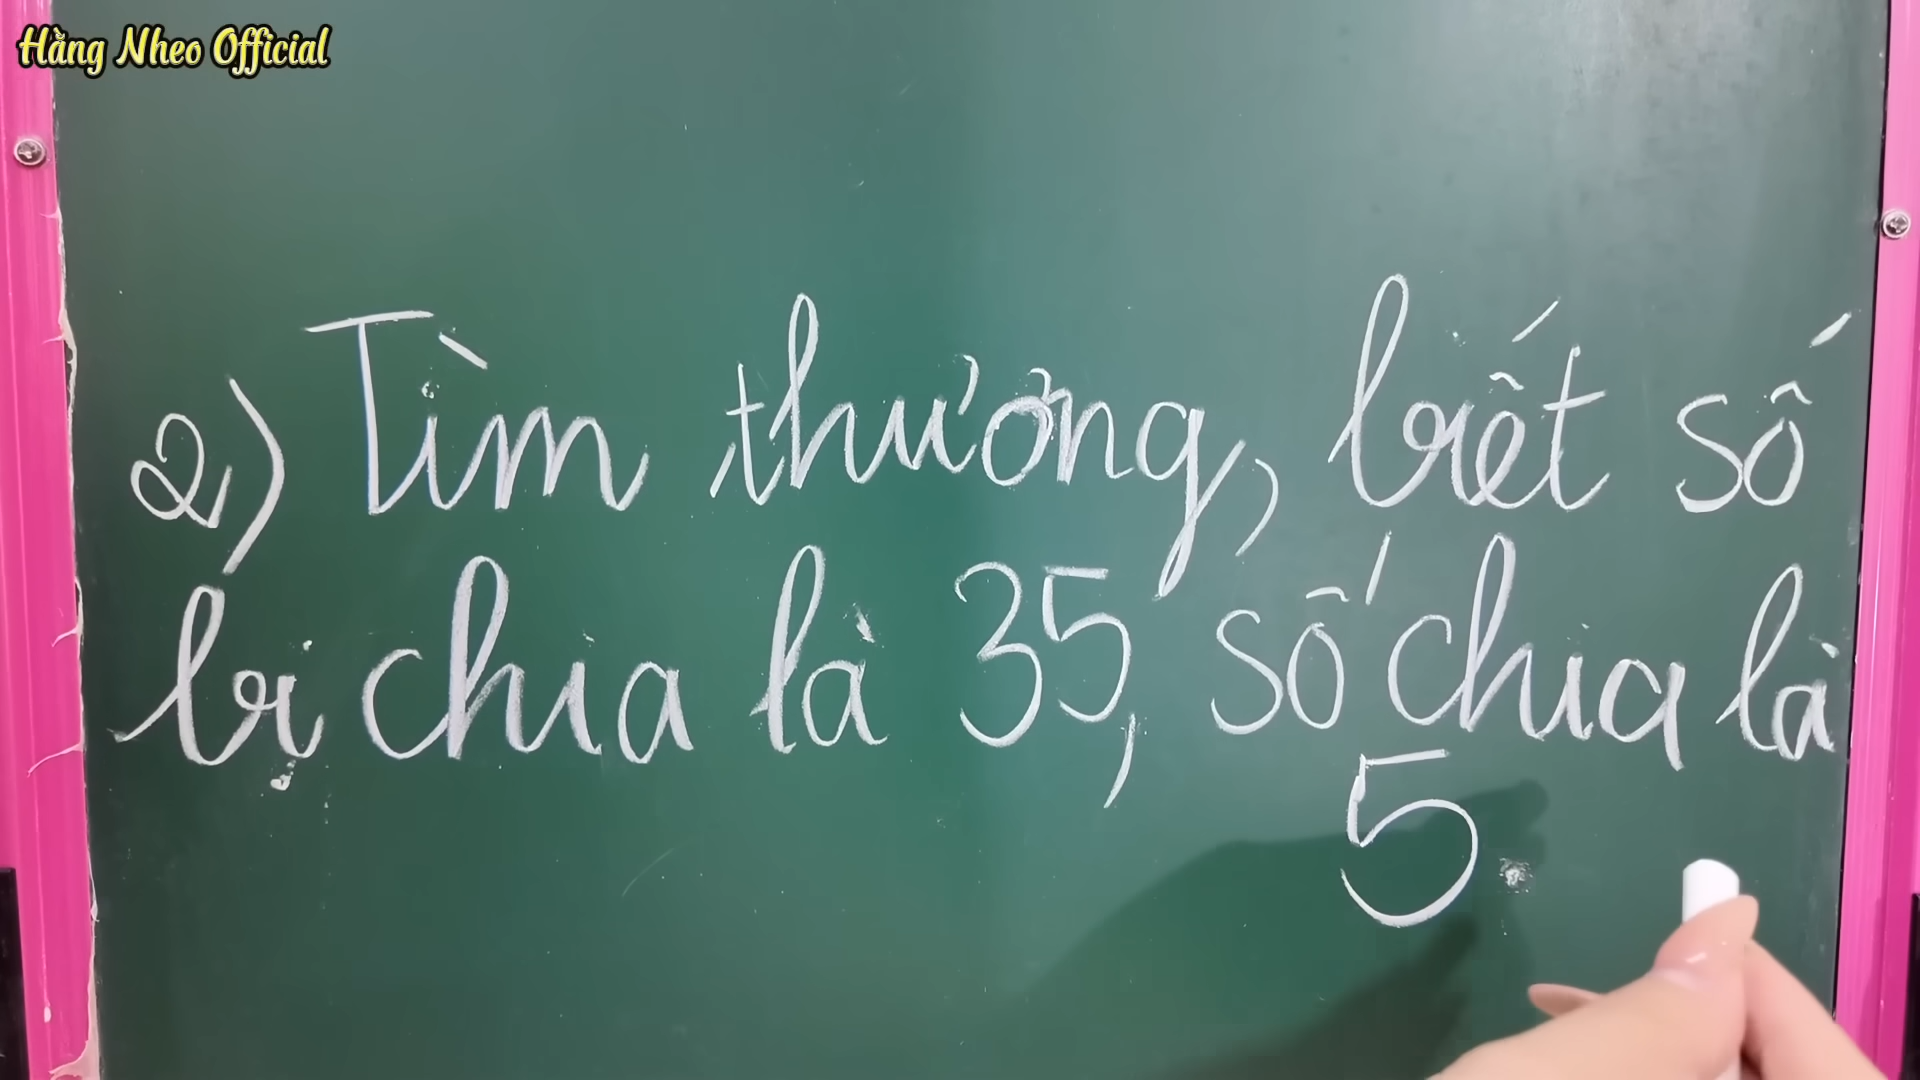 Hằng Nheo Official
2) Tìm thương, biết số
bị chia là 35, số chia là
5.